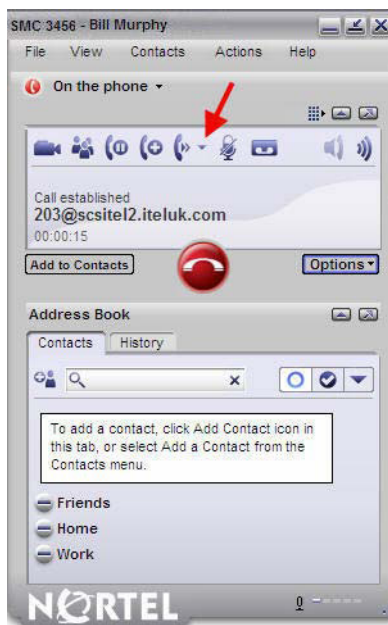 SMC 3456 - Bill Murphy
File View Contacts Actions Help
On the phone
Call established
203@scsitel2.iteluk.com
00:00:15
Add to Contacts
Options
Address Book
Contacts History
To add a contact, click Add Contact icon in
this tab, or select Add a Contact from the
Contacts menu.
Friends
Home
Work
NORTEL
0